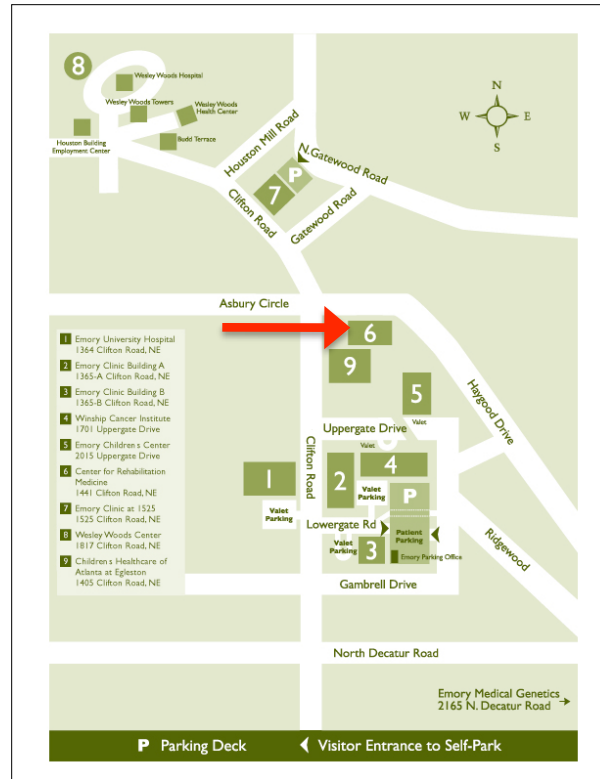 8
Wesley Woods Hospital
Wesley Woods Towers
Wesley Woods
Health Center
Houston Building
Employment Center
Budd Terrace
N
W
E
S
Houston Mill Road
N. Gatewood Road
P
7
Clifton Road
Gatewood Road
Asbury Circle
6
9
5
Haygood Drive
Valet
Uppergate Drive
Valet
1 Emory University Hospital
1364 Clifton Road, NE
2 Emory Clinic Building A
1365-A Clifton Road, NE
3 Emory Clinic Building B
1365-B Clifton Road, NE
4 Winship Cancer Institute
1701 Uppergate Drive
5 Emory Children s Center
2015 Uppergate Drive
6 Center for Rehabilitation
Medicine
1441 Clifton Road, NE
7 Emory Clinic at 1525
1525 Clifton Road, NE
8 Wesley Woods Center
1817 Clifton Road, NE
9 Children s Healthcare of
Atlanta at Egleston
1405 Clifton Road, NE
Clifton Road
1
2
4
Valet
Parking
Valet
Parking
P
Lowergate Rd
Patient
Parking
Valet
Parking
3
Emory Parking Office
Ridgewood
Gambrell Drive
North Decatur Road
Emory Medical Genetics
2165 N. Decatur Road
P Parking Deck
Visitor Entrance to Self-Park